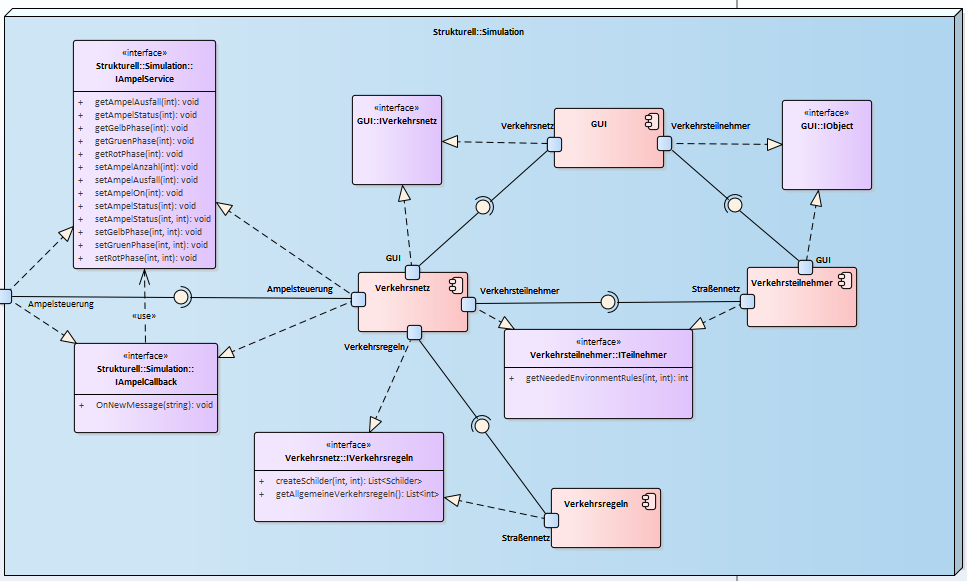 Strukturell::Simulation
«interface»
Strukturell::Simulation::
IAmpelService
+ getAmpelAusfall(int): void
+ getAmpelStatus(int): void
+ getGelbPhase(int): void
+ getGruenPhase(int): void
+ getRotPhase(int): void
+ setAmpelAnzahl(int): void
+ setAmpelAusfall(int): void
+ setAmpelOn(int): void
+ setAmpelStatus(int): void
+ setAmpelStatus(int, int): void
+ setGelbPhase(int, int): void
+ setGruenPhase(int, int): void
+ setRotPhase(int, int): void
«interface»
GUI::IVerkehrsnetz
Verkehrsnetz
GUI
Verkehrsteilnehmer
«interface»
GUI::IObject
GUI
Verkehrsnetz
Ampelsteuerung
Verkehrsteilnehmer
Verkehrsregeln
GUI
Verkehrsteilnehmer
Straßennetz
Ampelsteuerung
«use»
«interface»
Strukturell::Simulation::
IAmpelCallback
+ OnNewMessage(string): void
«interface»
Verkehrsteilnehmer::ITeilnehmer
+ getNeededEnvironmentRules(int, int): int
«interface»
Verkehrsnetz::IVerkehrsregeln
+ createSchilder(int, int): List<Schilder>
+ getAllgemeineVerkehrsregeln(): List<int>
Verkehrsregeln
Straßennetz